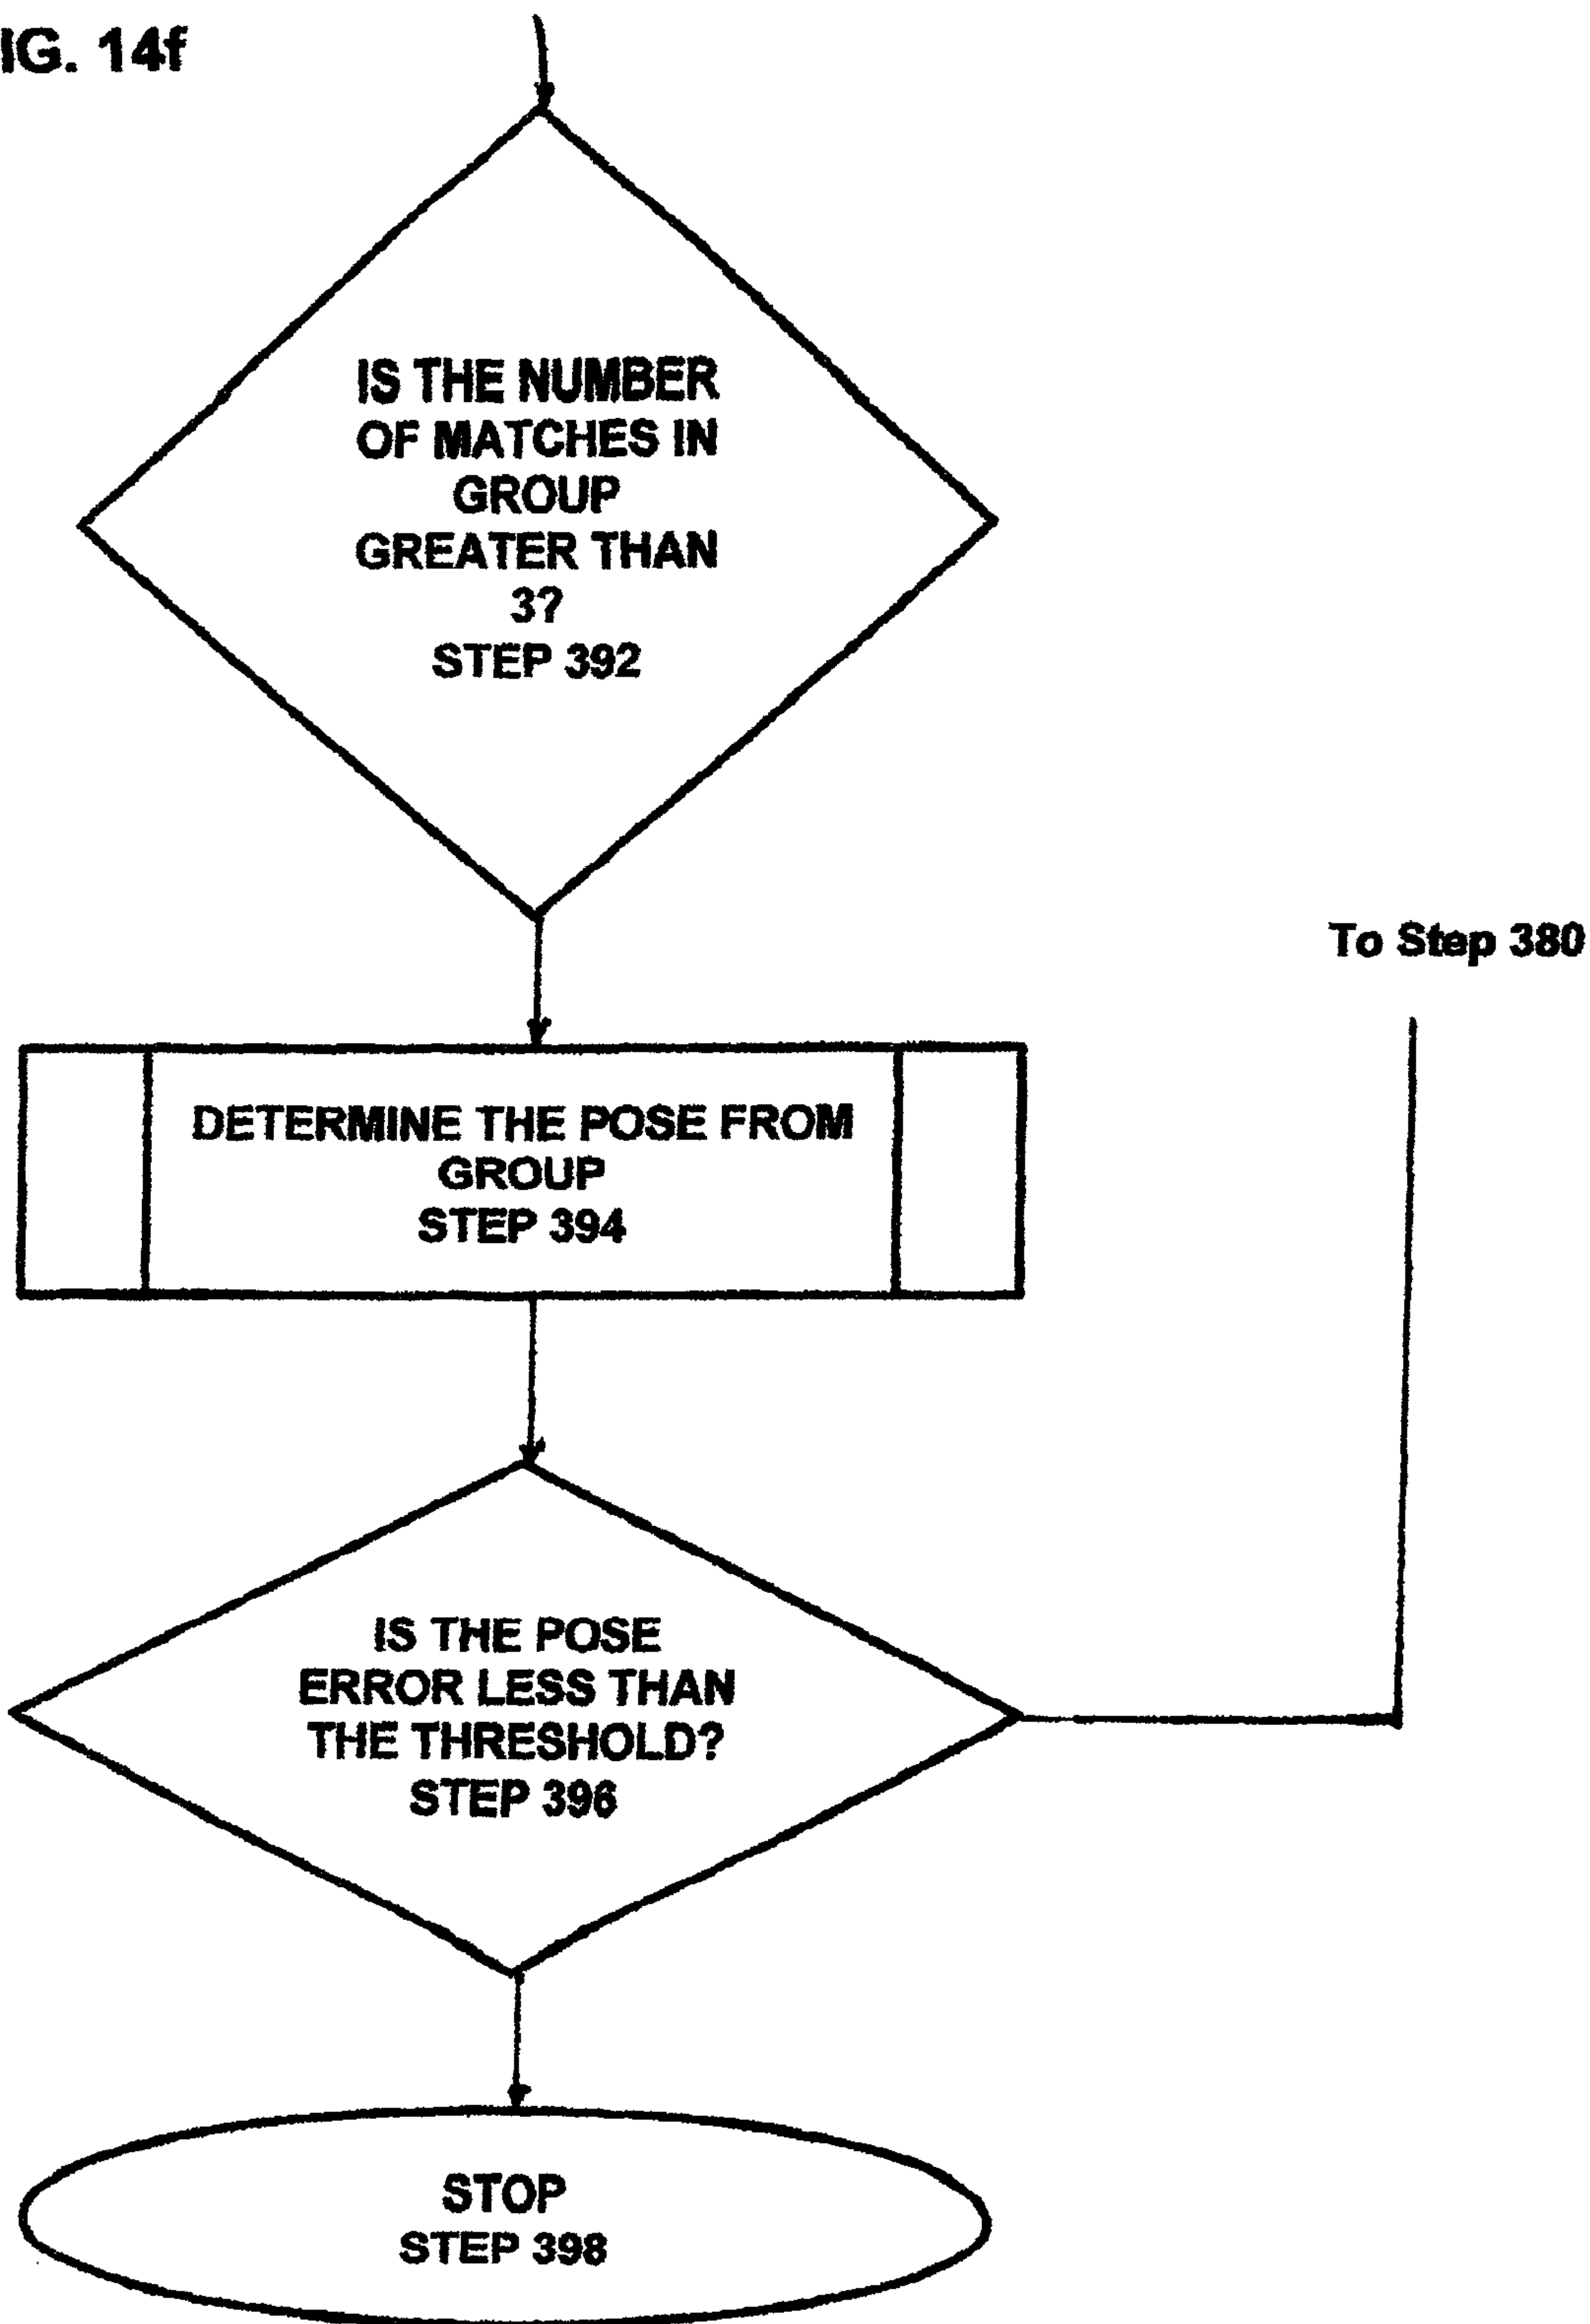 IG. 14f
IS THE NUMBER
OF MATCHES IN
GROUP
GREATER THAN
3?
STEP 392
To Step 380
DETERMINE THE POSE FROM
GROUP
STEP 394
IS THE POSE
ERROR LESS THAN
THE THRESHOLD?
STEP 396
STOP
STEP 398